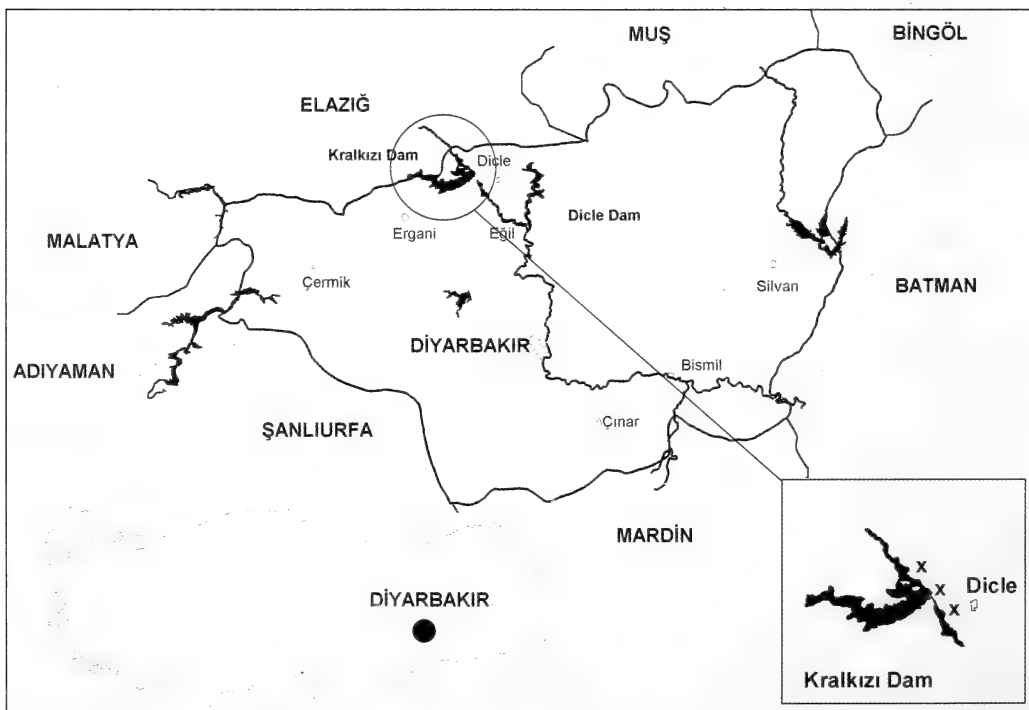 MUŞ
BİNGÖL
ELAZIĞ
Kralkızı Dam
Dicle
Dicle Dam
Ergani
Eğil
MALATYA
Çermik
Silvan
BATMAN
DİYARBAKIR
ADIYAMAN
Bismil
Çınar
ŞANLIURFA
MARDİN
DİYARBAKIR
x
x
x
Dicle
Kralkızı Dam